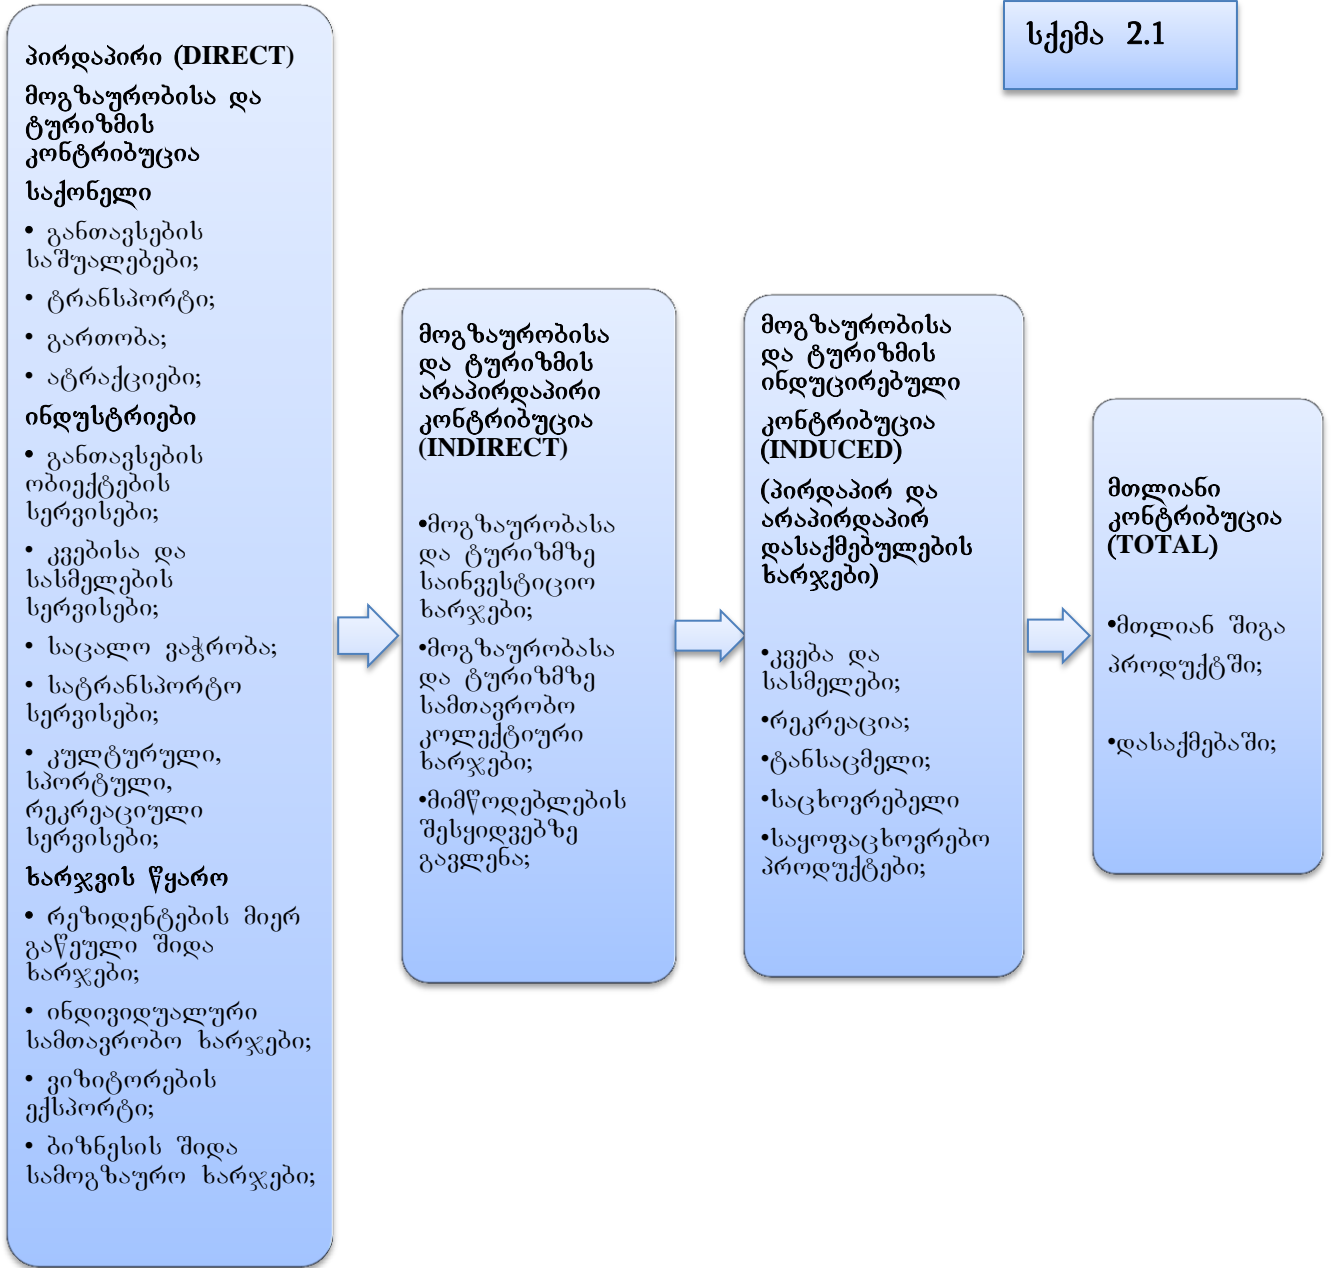 სქემა 2.1
პირდაპირი (DIRECT)
მოგზაურობისა და
ტურიზმის
კონტრიბუცია
საქონელი
• განთავსების
საშუალებები;
• ტრანსპორტი;
• გართობა;
• ატრაქციები;
ინდუსტრიები
• განთავსების
ობიექტების
სერვისები;
• კვებისა და
სასმელების
სერვისები;
• საცალო ვაჭრობა;
• სატრანსპორტო
სერვისები;
• კულტურული,
სპორტული,
რეკრეაციული
სერვისები;
ხარჯვის წყარო
• რეზიდენტების მიერ
გაწეული შიდა
ხარჯები;
• ინდივიდუალური
სამთავრობო ხარჯები;
• ვიზიტორების
ექსპორტი;
• ბიზნესის შიდა
სამოგზაურო ხარჯები;
მოგზაურობისა
და ტურიზმის
არაპირდაპირი
კონტრიბუცია
(INDIRECT)
•მოგზაურობასა
და ტურიზმზე
საინვესტიციო
ხარჯები;
•მოგზაურობასა
და ტურიზმზე
სამთავრობო
კოლექტიური
ხარჯები;
•მიმწოდებლების
შესყიდვებზე
გავლენა;
მოგზაურობისა
და ტურიზმის
ინდუცირებული
კონტრიბუცია
(INDUCED)
(პირდაპირ და
არაპირდაპირ
დასაქმებულების
ხარჯები)
•კვება და
სასმელები;
•რეკრეაცია;
•ტანსაცმელი;
•საცხოვრებელი
•საყოფაცხოვრებო
პროდუქტები;
მთლიანი
კონტრიბუცია
(TOTAL)
•მთლიან შიგა
პროდუქტში;
•დასაქმებაში;